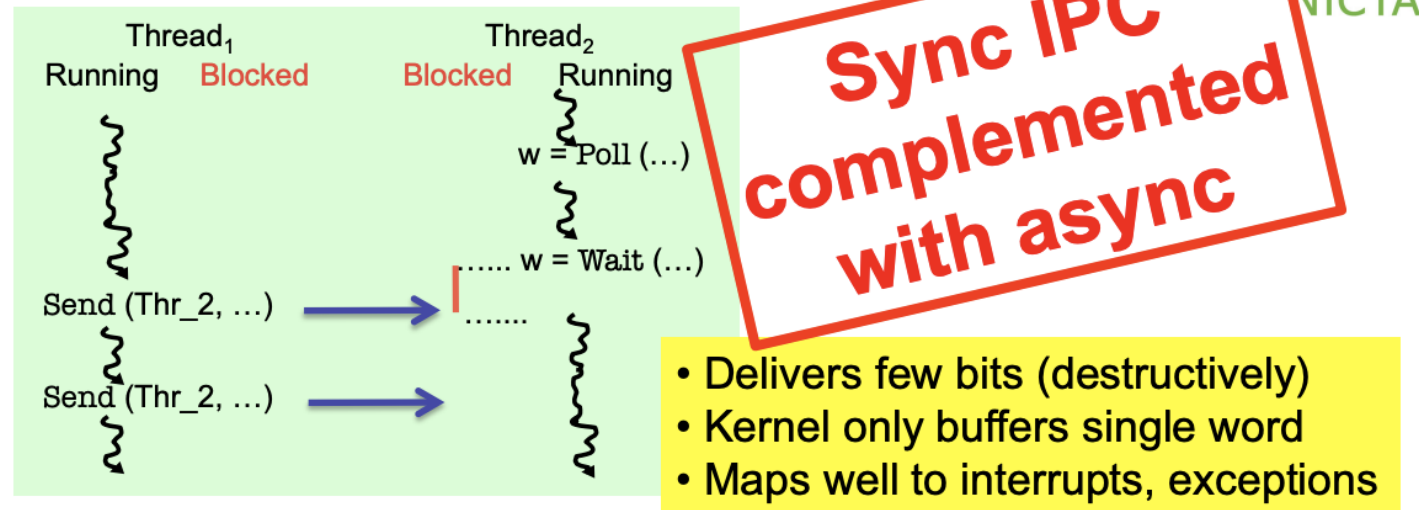 Thread₁
Thread₂
Running Blocked
Blocked Running
w = Poll (…)
…… w = Wait (…)
Send (Thr_2, …)
…….
Send (Thr_2, …)
NICTA
Sync IPC
complemented
with async
• Delivers few bits (destructively)
• Kernel only buffers single word
• Maps well to interrupts, exceptions